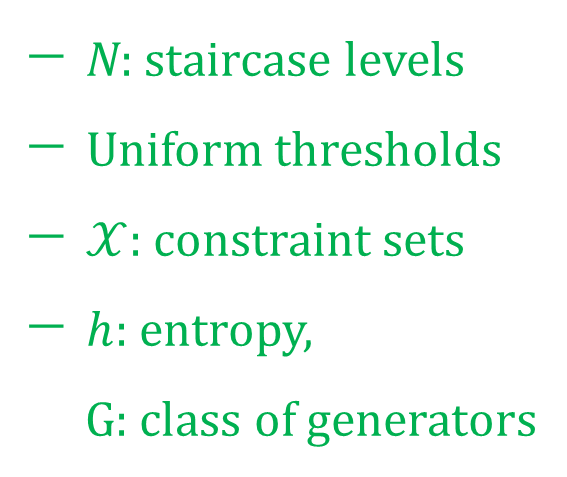 — N: staircase levels
— Uniform thresholds
— 𝒳: constraint sets
— h: entropy,
G: class of generators